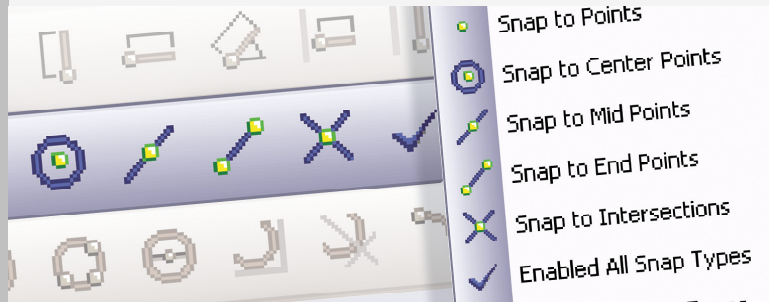 Snap to Points
Snap to Center Points
Snap to Mid Points
Snap to End Points
Snap to Intersections
Enabled All Snap Types